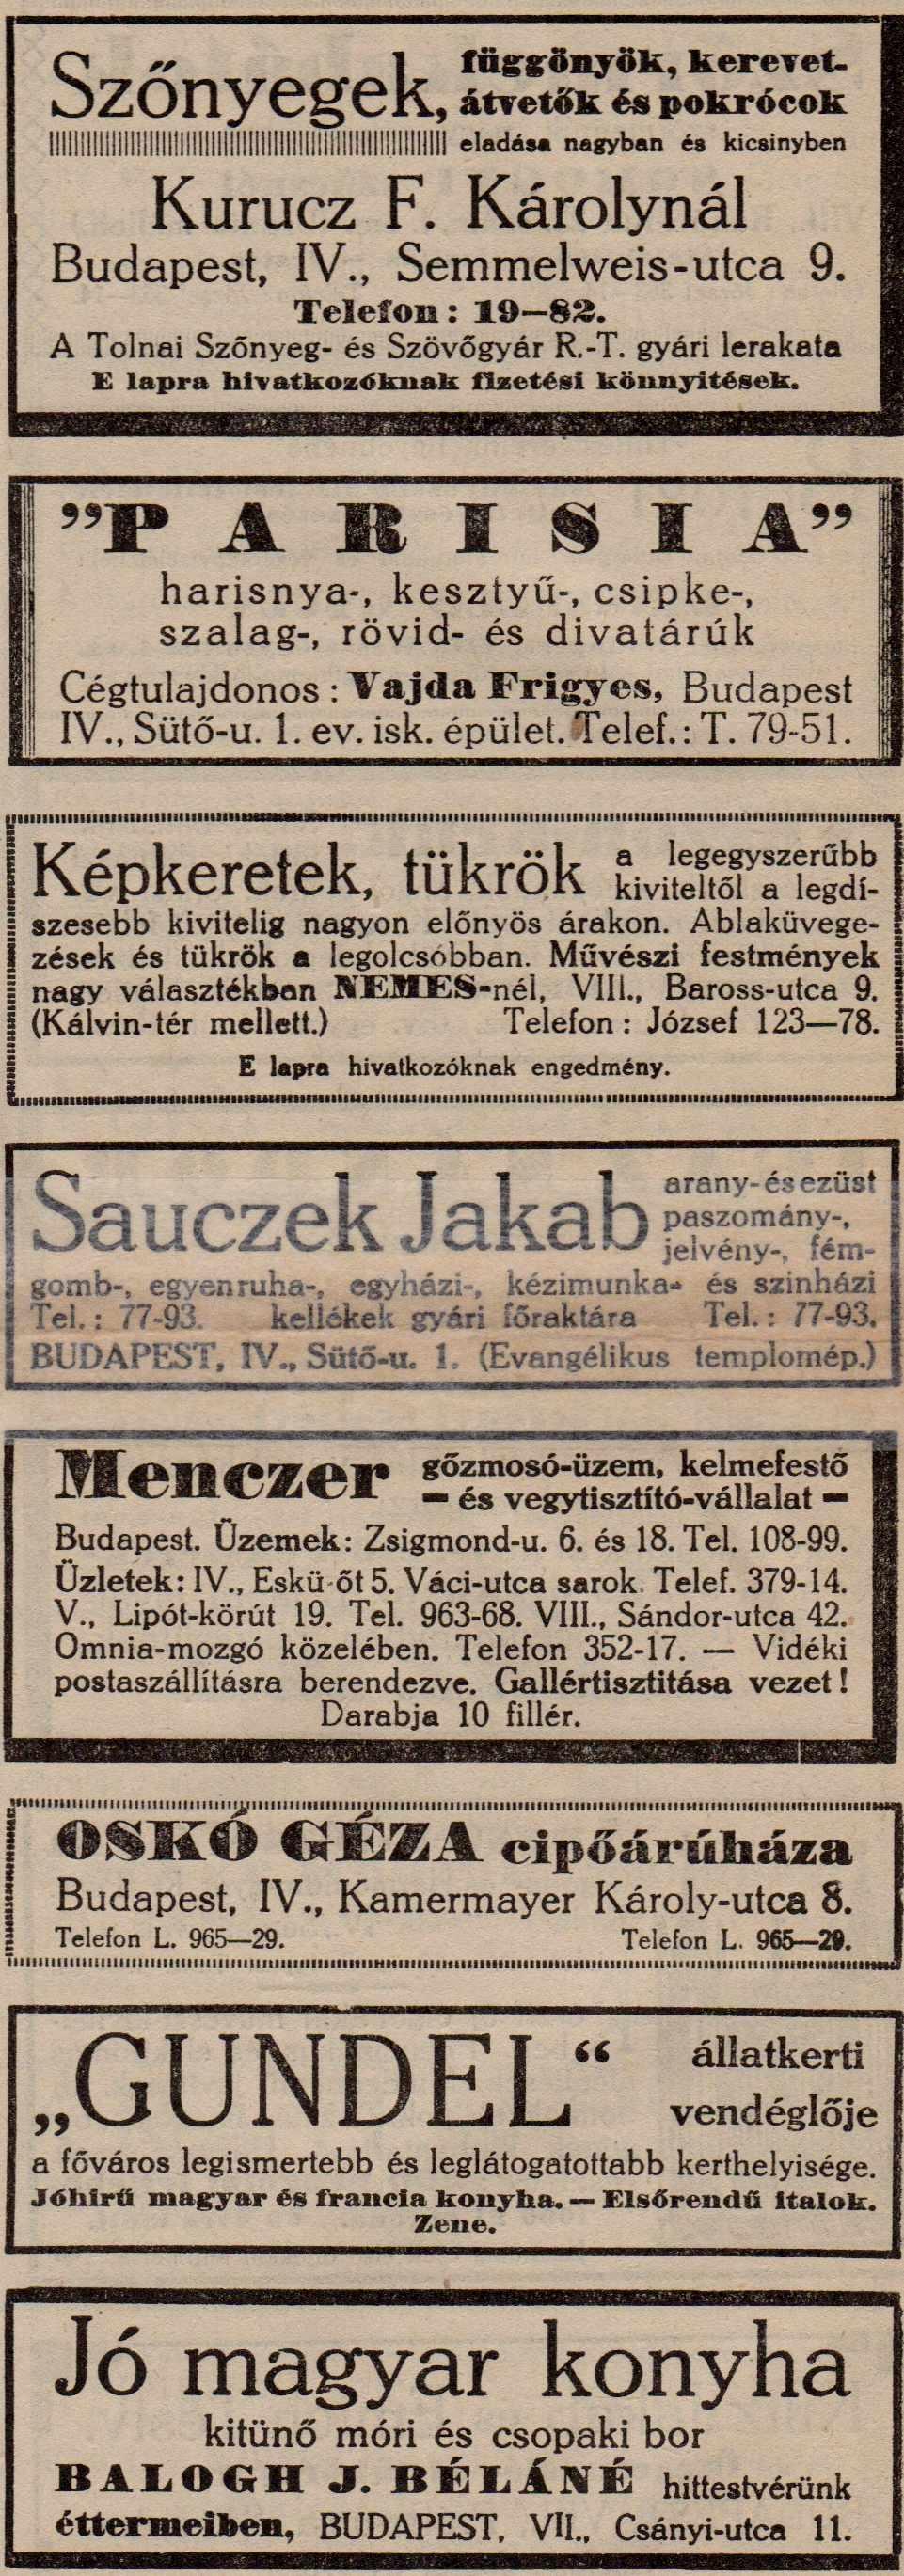 Szőnyegek, függönyök, kerevet-
átvetők és pokrócok
eladása nagyban és kicsinyben
Kurucz F. Károlynál
Budapest, IV., Semmelweis-utca 9.
Telefon: 19—82.
A Tolnai Szőnyeg- és Szövőgyár R.-T. gyári lerakata
E lapra hivatkozóknak fizetési könnyitések.
"PARISIA"
harisnya-, kesztyű-, csipke-,
szalag-, rövid- és divatárúk
Cégtulajdonos: Vajda Frigyes, Budapest
IV., Sütő-u. 1. ev. isk. épület. Telef.: T. 79-51.
Képkeretek, tükrök a legegyszerűbb
kiviteltől a legdí-
szesebb kivitelig nagyon előnyös árakon. Ablaküvege-
zések és tükrök a legolcsóbban. Művészi festmények
nagy választékban NEMES-nél, VIII., Baross-utca 9.
(Kálvin-tér mellett.) Telefon: József 123—78.
E lapra hivatkozóknak engedmény.
Sauczek Jakab arany- és ezüst
paszomány-,
jelvény-, fém-
gomb-, egyenruha-, egyházi-, kézimunka- és szinházi
Tel.: 77-93. kellékek gyári főraktára Tel.: 77-93.
BUDAPEST, IV., Sütő-u. 1. (Evangélikus templomép.)
Menczer gőzmosó-üzem, kelmefestő
— és vegytisztító-vállalat —
Budapest. Üzemek: Zsigmond-u. 6. és 18. Tel. 108-99.
Üzletek: IV., Eskü-őt 5. Váci-utca sarok. Telef. 379-14.
V., Lipót-körút 19. Tel. 963-68. VIII., Sándor-utca 42.
Omnia-mozgó közelében. Telefon 352-17. — Vidéki
postaszállításra berendezve. Gallértisztitása vezet!
Darabja 10 fillér.
OSKÓ GÉZA cipőárúháza
Budapest, IV., Kamermayer Károly-utca 8.
Telefon L. 965—29. Telefon L. 965—29.
„GUNDEL“ állatkerti
vendéglője
a főváros legismertebb és leglátogatottabb kerthelyisége.
Jóhirű magyar és francia konyha. — Elsőrendű italok.
Zene.
Jó magyar konyha
kitünő móri és csopaki bor
BALOGH J. BÉLÁNÉ hittestvérünk
éttermeiben, BUDAPEST, VII., Csányi-utca 11.